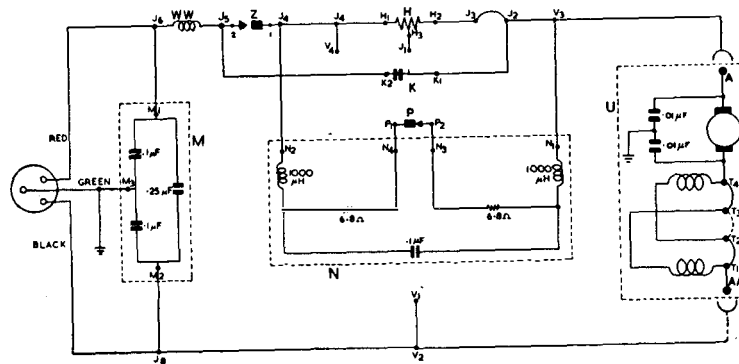 J6
WW
J5
2
Z
1
J4
J4
V4
H1
H
H2
H3
J1
J3
J2
V3
K2
K
K1
A
U
.01µF
.01µF
T4
T3
T2
T1
AA
RED
GREEN
BLACK
M1
M
.1µF
.25µF
M3
.1µF
M2
P1
P
P2
N2
N4
N3
N1
1000
µH
1000
µH
6·8Ω
6·8Ω
.1µF
N
V1
V2
J8